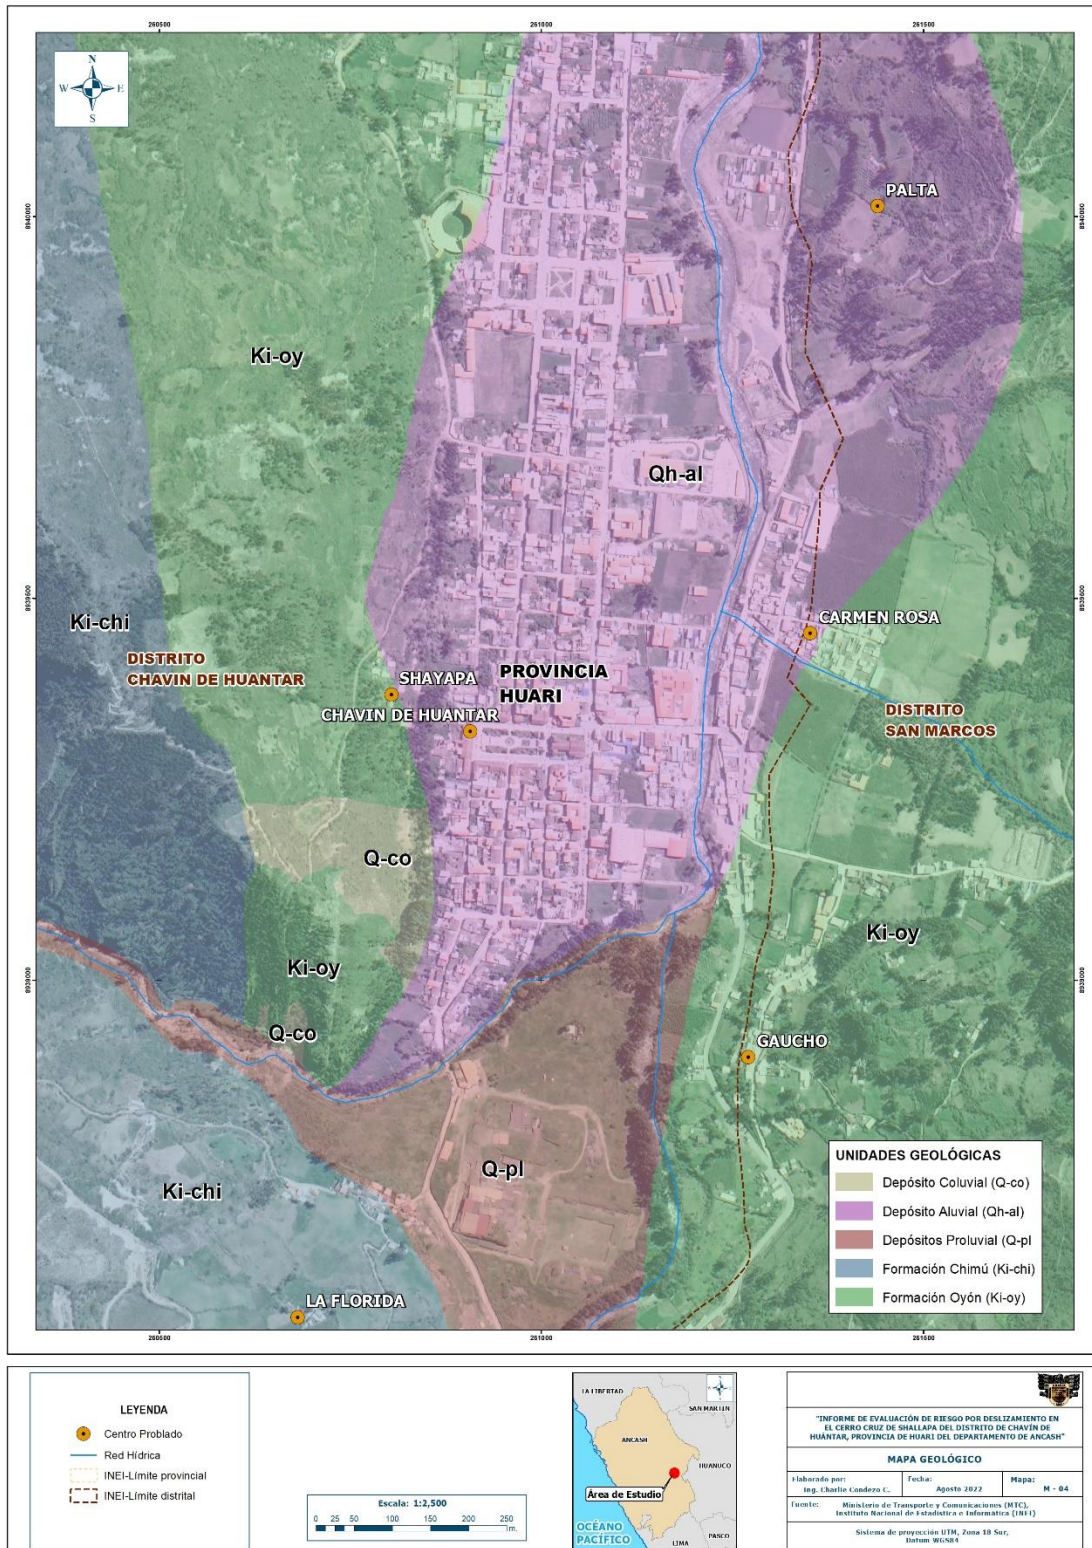 260500
261000
261500
N
W
E
S
8940000
8940000
PALTA
Ki-oy
Qh-al
8939500
8939500
Ki-chi
CARMEN ROSA
DISTRITO
CHAVIN DE HUANTAR
SHAYAPA
PROVINCIA
HUARI
CHAVIN DE HUANTAR
DISTRITO
SAN MARCOS
Q-co
Ki-oy
Ki-oy
8939000
8939000
Q-co
GAUCHO
Q-pl
Ki-chi
LA FLORIDA
UNIDADES GEOLÓGICAS
Depósito Coluvial (Q-co)
Depósito Aluvial (Qh-al)
Depósitos Proluvial (Q-pl
Formación Chimú (Ki-chi)
Formación Oyón (Ki-oy)
260500
261000
261500
LEYENDA
Centro Problado
Red Hídrica
INEI-Límite provincial
INEI-Límite distrital
Escala: 1:2,500
0 25 50 100 150 200 250
m.
LA LIBERTAD
SAN MARTIN
ANCASH
HUANUCO
Área de Estudio
OCÉANO
PACÍFICO
PASCO
LIMA
"INFORME DE EVALUACIÓN DE RIESGO POR DESLIZAMIENTO EN
EL CERRO CRUZ DE SHALLAPA DEL DISTRITO DE CHAVÍN DE
HUÁNTAR, PROVINCIA DE HUARI DEL DEPARTAMENTO DE ANCASH"
MAPA GEOLÓGICO
Elaborado por:
Ing. Charlie Condezo C.
Fecha:
Agosto 2022
Mapa:
M - 04
Fuente:
Ministerio de Transporte y Comunicaciones (MTC),
Instituto Nacional de Estadística e Informática (INEI)
Sistema de proyección UTM, Zona 18 Sur,
Datum WGS84